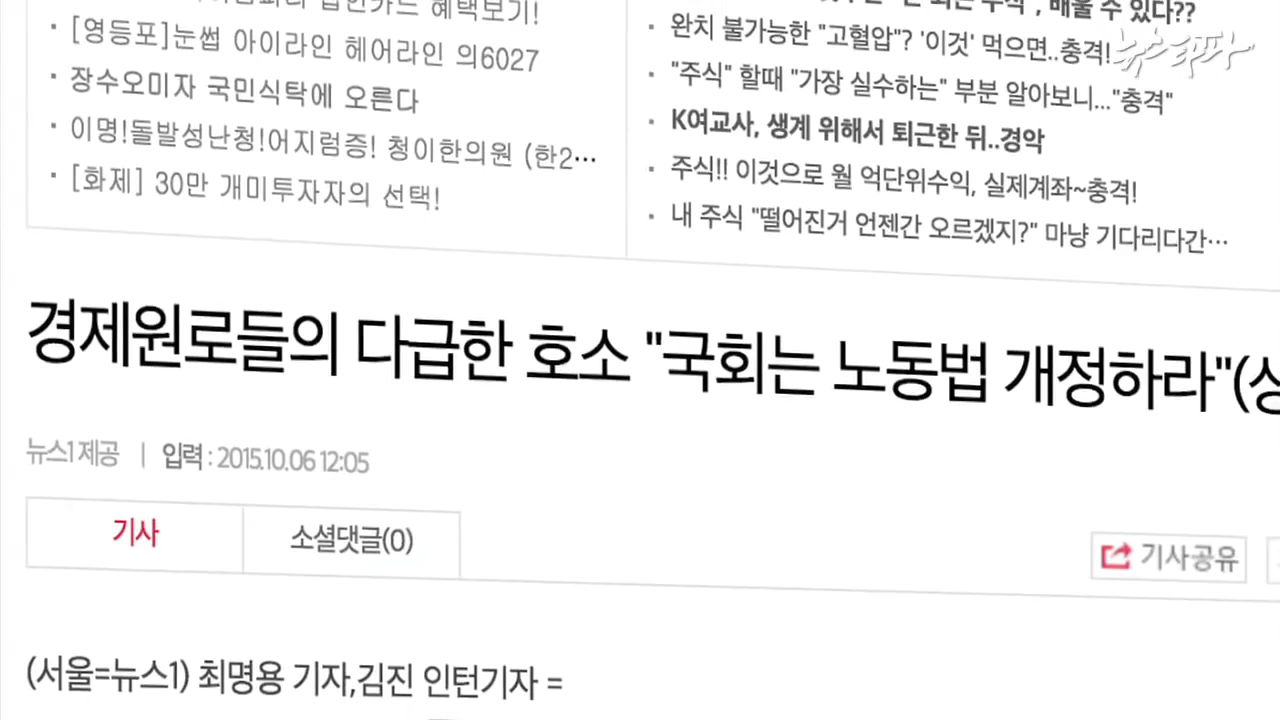 혜택보기!
[영등포]눈썹 아이라인 헤어라인 의6027
장수오미자 국민식탁에 오른다
이명!돌발성난청!어지럼증! 청이한의원 (한2…
[화제] 30만 개미투자자의 선택!
배울 수 있다??
완치 불가능한 "고혈압"? '이것' 먹으면..충격!
"주식" 할때 "가장 실수하는" 부분 알아보니..."충격"
K여교사, 생계 위해서 퇴근한 뒤..경악
주식!! 이것으로 월 억단위수익, 실제계좌~충격!
내 주식 "떨어진거 언젠간 오르겠지?" 마냥 기다리다간…
뉴스타파
경제원로들의 다급한 호소 "국회는 노동법 개정하라"(상
뉴스1 제공 | 입력 : 2015.10.06 12:05
기사 소셜댓글(0)
기사공유
(서울=뉴스1) 최명용 기자,김진 인턴기자 =